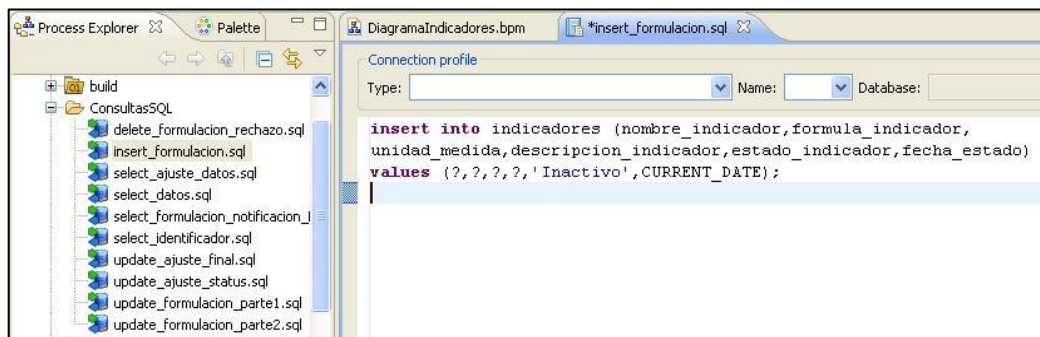 Process Explorer
Palette
build
ConsultasSQL
delete_formulacion_rechazo.sql
insert_formulacion.sql
select_ajuste_datos.sql
select_datos.sql
select_formulación_notificacion_
select_identificador.sql
update_ajuste_final.sql
update_ajuste_status.sql
update_formulacion_parte1.sql
update_formulacion_parte2.sql
DiagramaIndicadores.bpm
*insert_formulacion.sql
Connection profile
Type: Name: Database:
insert into indicadores (nombre_indicador,formula_indicador,
unidad_medida,descripcion_indicador,estado_indicador,fecha_estado)
values (?,?,?,?,'Inactivo',CURRENT_DATE);